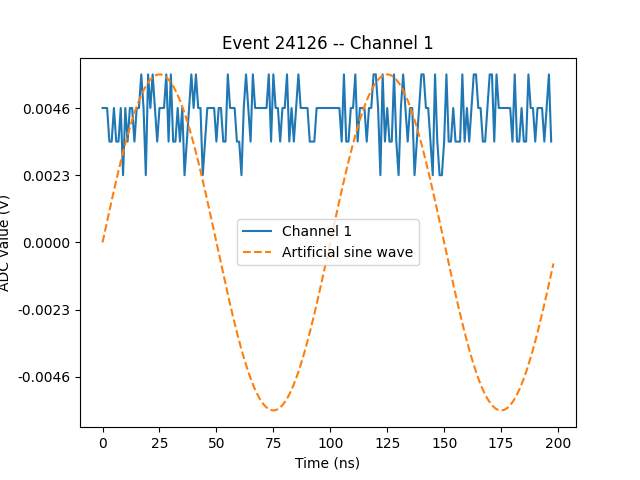 Event 24126 -- Channel 1
ADC Value (V)
0.0046
0.0023
0.0000
-0.0023
-0.0046
Channel 1
Artificial sine wave
0 25 50 75 100 125 150 175 200
Time (ns)